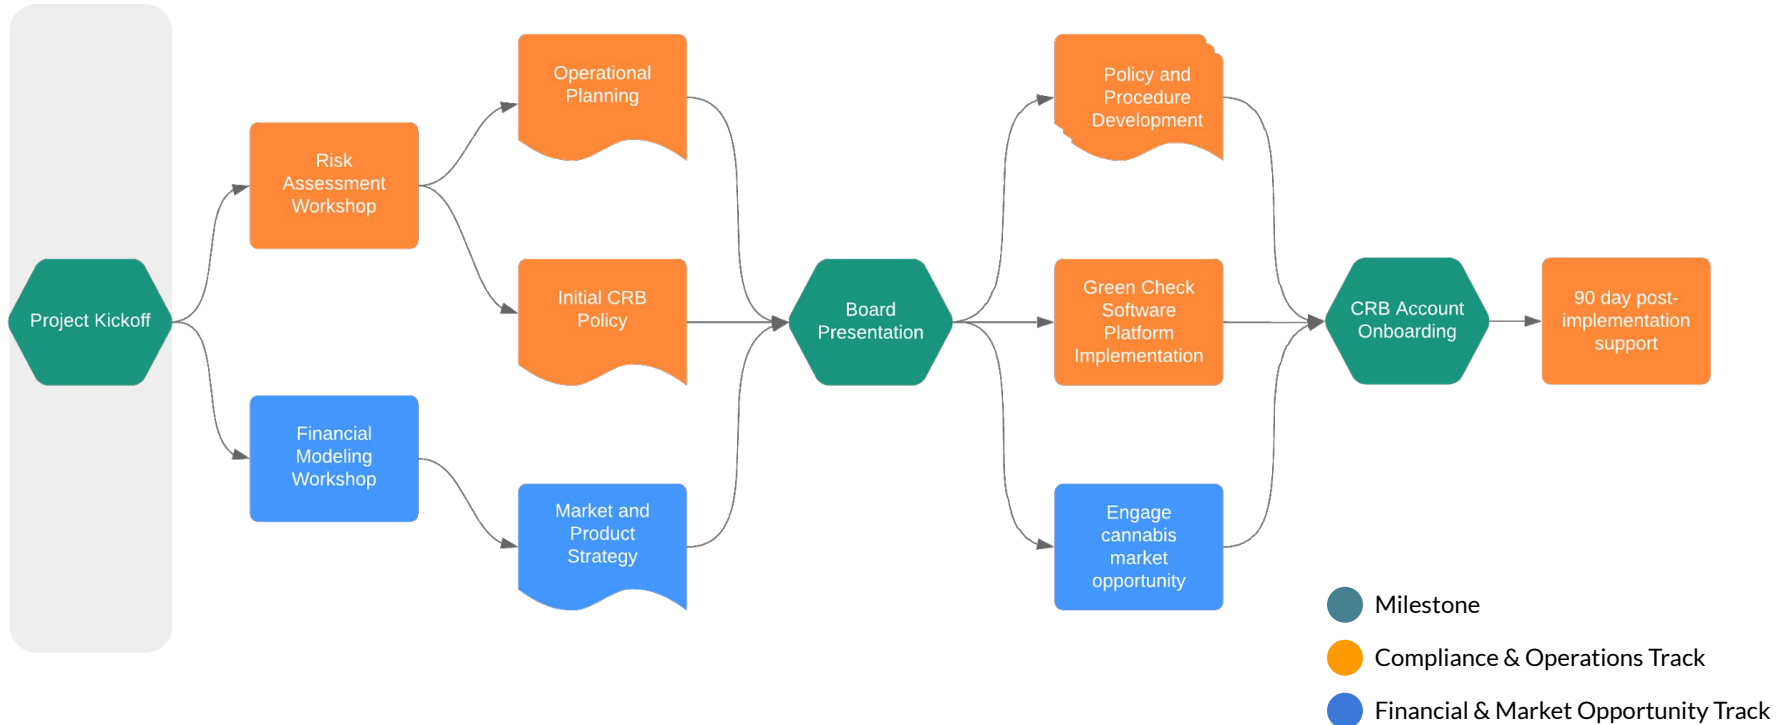 Project Kickoff
Risk
Assessment
Workshop
Financial
Modeling
Workshop
Operational
Planning
Initial CRB
Policy
Market and
Product
Strategy
Board
Presentation
Policy and
Procedure
Development
Green Check
Software
Platform
Implementation
Engage
cannabis
market
opportunity
CRB Account
Onboarding
90 day post-
implementation
support
Milestone
Compliance & Operations Track
Financial & Market Opportunity Track